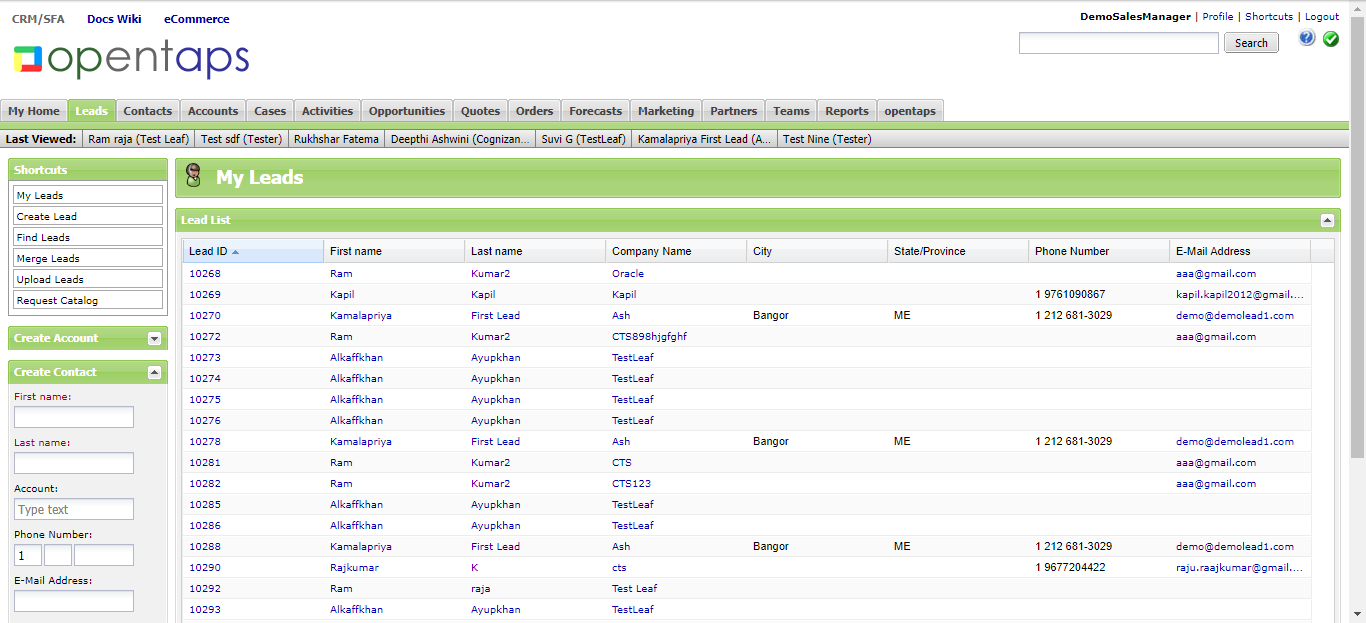 CRM/SFA Docs Wiki eCommerce
DemoSalesManager | Profile | Shortcuts | Logout
opentaps
Search
My Home Leads Contacts Accounts Cases Activities Opportunities Quotes Orders Forecasts Marketing Partners Teams Reports opentaps
Last Viewed: Ram raja (Test Leaf) Test sdf (Tester) Rukhshar Fatema Deepthi Ashwini (Cognizan... Suvi G (TestLeaf) Kamalapriya First Lead (A... Test Nine (Tester)
Shortcuts
My Leads
Create Lead
Find Leads
Merge Leads
Upload Leads
Request Catalog
Create Account
Create Contact
First name:
Last name:
Account:
Type text
Phone Number:
1
E-Mail Address:
My Leads
Lead List
Lead ID First name Last name Company Name City State/Province Phone Number E-Mail Address
10268 Ram Kumar2 Oracle aaa@gmail.com
10269 Kapil Kapil Kapil 1 9761090867 kapil.kapil2012@gmail....
10270 Kamalapriya First Lead Ash Bangor ME 1 212 681-3029 demo@demolead1.com
10272 Ram Kumar2 CTS898hjgfghf aaa@gmail.com
10273 Alkaffkhan Ayupkhan TestLeaf
10274 Alkaffkhan Ayupkhan TestLeaf
10275 Alkaffkhan Ayupkhan TestLeaf
10276 Alkaffkhan Ayupkhan TestLeaf
10278 Kamalapriya First Lead Ash Bangor ME 1 212 681-3029 demo@demolead1.com
10281 Ram Kumar2 CTS aaa@gmail.com
10282 Ram Kumar2 CTS123 aaa@gmail.com
10285 Alkaffkhan Ayupkhan TestLeaf
10286 Alkaffkhan Ayupkhan TestLeaf
10288 Kamalapriya First Lead Ash Bangor ME 1 212 681-3029 demo@demolead1.com
10290 Rajkumar K cts 1 9677204422 raju.raajkumar@gmail....
10292 Ram raja Test Leaf
10293 Alkaffkhan Ayupkhan TestLeaf